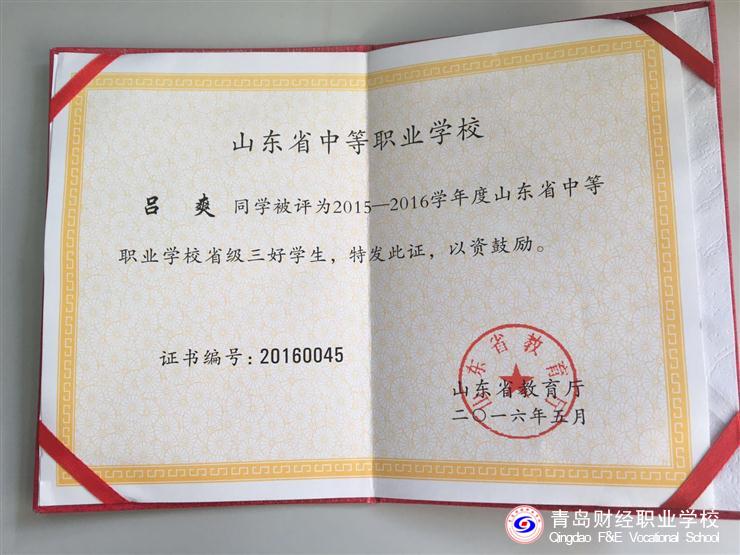 山东省中等职业学校
吕 爽 同学被评为2015—2016学年度山东省中等
职业学校省级三好学生，特发此证，以资鼓励。
证书编号：20160045
山东省教育厅
山东省教育厅
二〇一六年五月
青岛财经职业学校
Qingdao F&E Vocational School